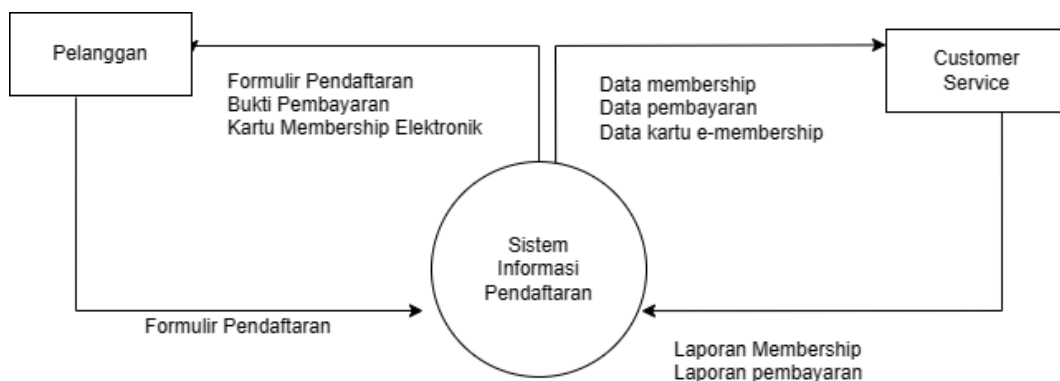 Pelanggan
Formulir Pendaftaran
Bukti Pembayaran
Kartu Membership Elektronik
Data membership
Data pembayaran
Data kartu e-membership
Customer
Service
Sistem
Informasi
Pendaftaran
Formulir Pendaftaran
Laporan Membership
Laporan pembayaran